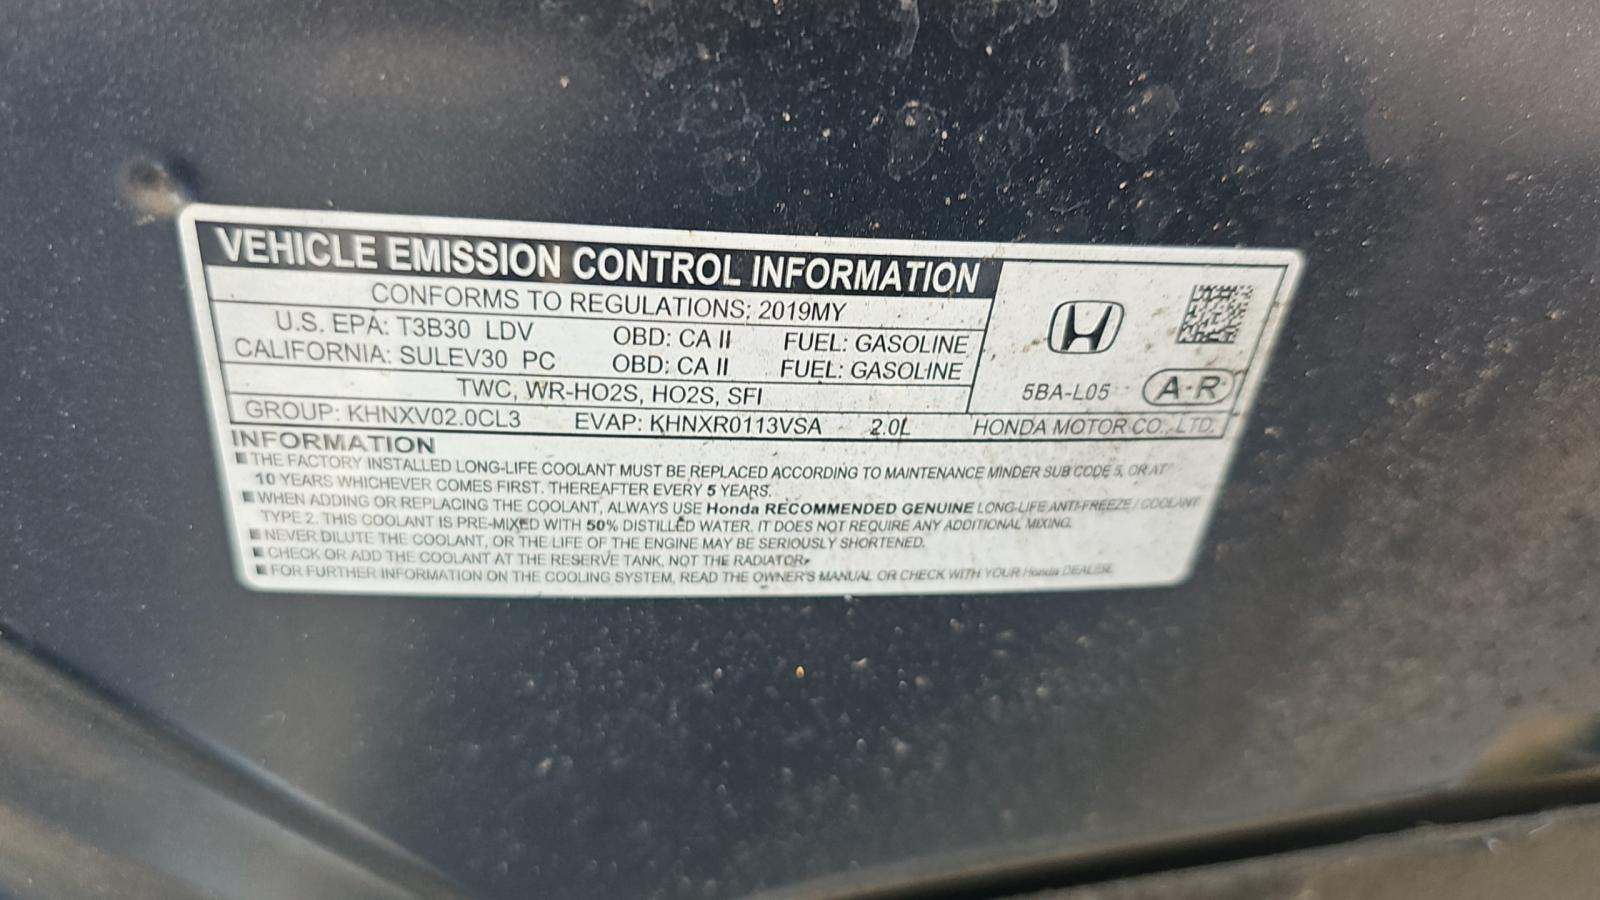 VEHICLE EMISSION CONTROL INFORMATION
CONFORMS TO REGULATIONS: 2019MY
U.S. EPA: T3B30 LDV OBD: CA II FUEL: GASOLINE
CALIFORNIA: SULEV30 PC OBD: CA II FUEL: GASOLINE
TWC, WR-HO2S, HO2S, SFI
5BA-L05 A-R
GROUP: KHNXV02.0CL3 EVAP: KHNXR0113VSA 2.0L HONDA MOTOR CO., LTD.
INFORMATION
■ THE FACTORY INSTALLED LONG-LIFE COOLANT MUST BE REPLACED ACCORDING TO MAINTENANCE MINDER SUB CODE 5, OR AT
10 YEARS WHICHEVER COMES FIRST. THEREAFTER EVERY 5 YEARS.
■ WHEN ADDING OR REPLACING THE COOLANT, ALWAYS USE Honda RECOMMENDED GENUINE LONG-LIFE ANTI-FREEZE / COOLANT
TYPE 2. THIS COOLANT IS PRE-MIXED WITH 50% DISTILLED WATER. IT DOES NOT REQUIRE ANY ADDITIONAL MIXING.
■ NEVER DILUTE THE COOLANT, OR THE LIFE OF THE ENGINE MAY BE SERIOUSLY SHORTENED.
■ CHECK OR ADD THE COOLANT AT THE RESERVE TANK, NOT THE RADIATOR.
■ FOR FURTHER INFORMATION ON THE COOLING SYSTEM, READ THE OWNER'S MANUAL OR CHECK WITH YOUR Honda DEALER.